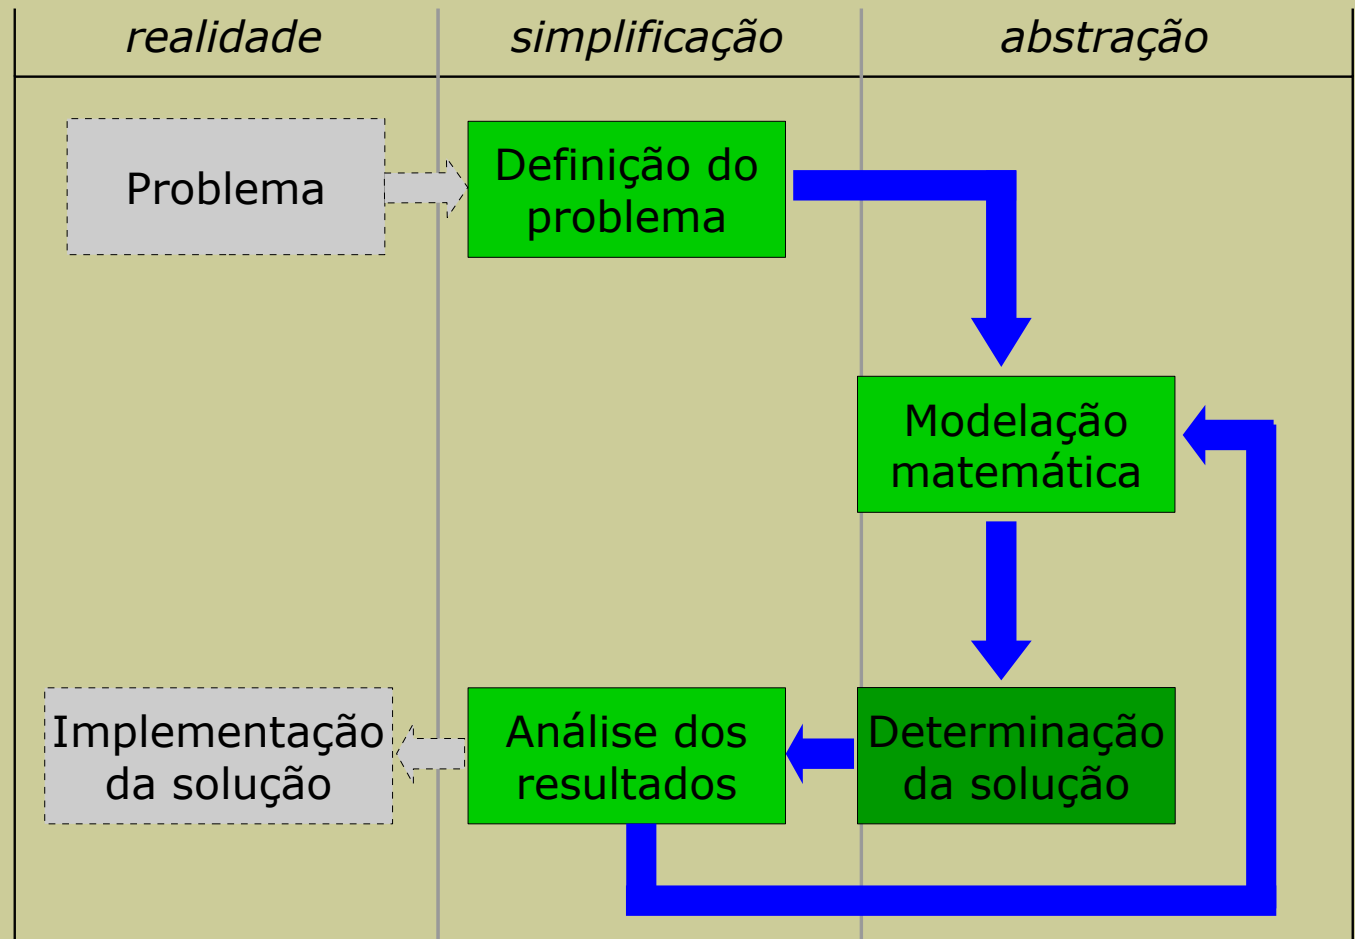 realidade
simplificação
abstração
Problema
Definição do
problema
Modelação
matemática
Implementação
da solução
Análise dos
resultados
Determinação
da solução